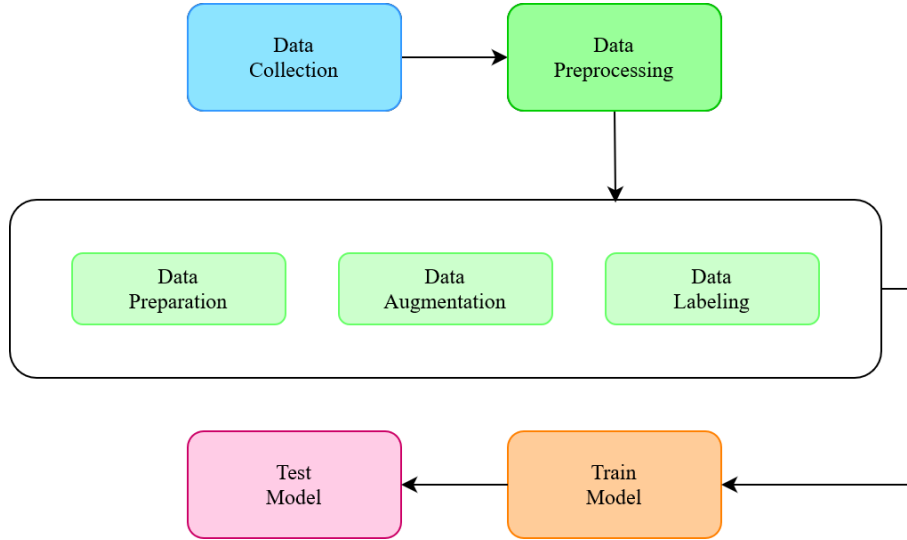 Data
Collection
Data
Preprocessing
Data
Preparation
Data
Augmentation
Data
Labeling
Test
Model
Train
Model